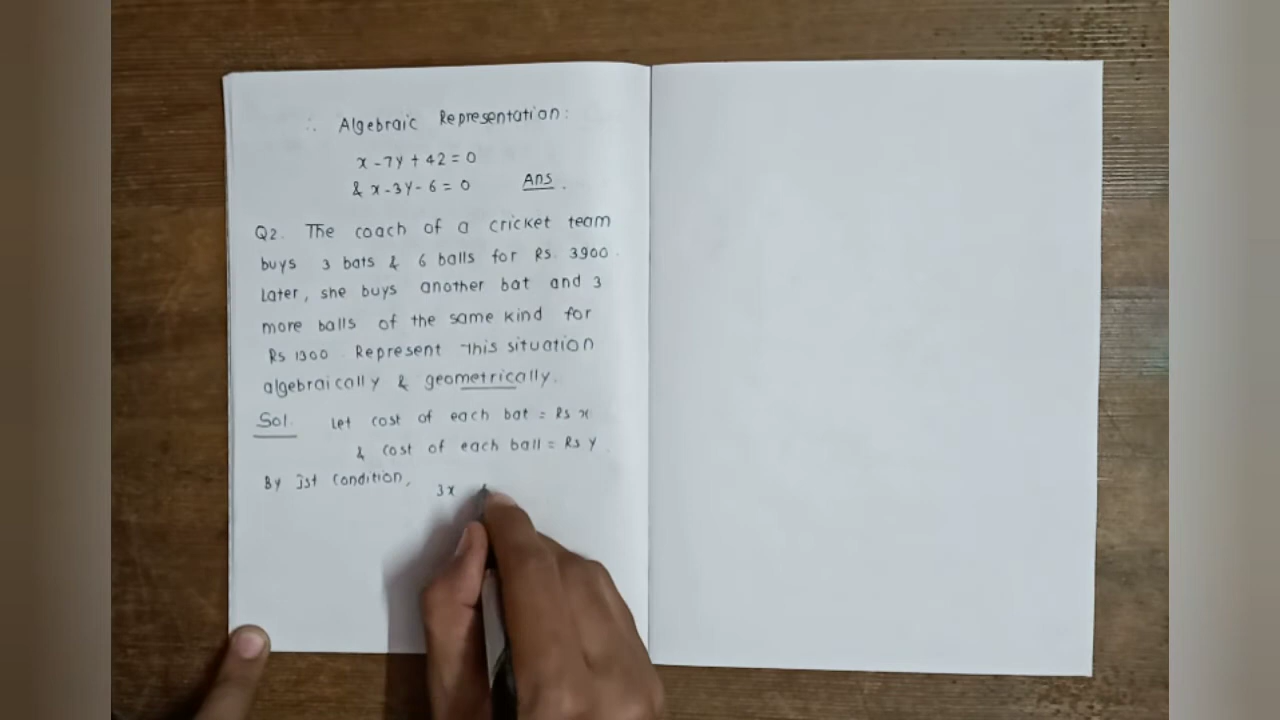 ∴ Algebraic Representation:
x - 7y + 42 = 0
& x - 3y - 6 = 0 Ans.
Q2. The coach of a cricket team
buys 3 bats & 6 balls for Rs. 3900.
Later, she buys another bat and 3
more balls of the same kind for
Rs 1300. Represent this situation
algebraically & geometrically.
Sol. Let cost of each bat = Rs x
& cost of each ball = Rs y.
By Ist condition,
3x